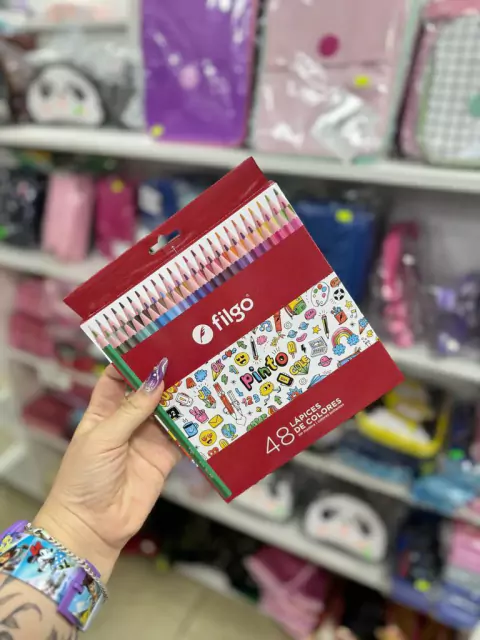 filgo
Pinto
48
LÁPICES
DE COLORES